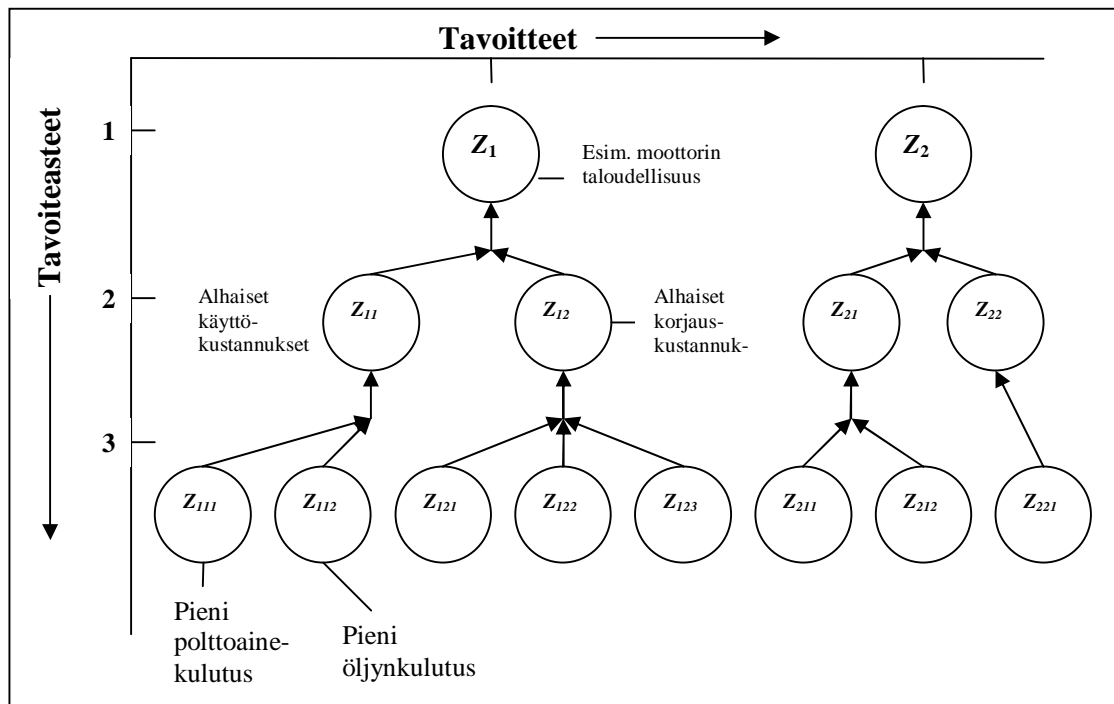 Tavoitteet
Tavoiteasteet
1
Z1
Esim. moottorin
taloudellisuus
Z2
2
Alhaiset
käyttö-
kustannukset
Z11
Z12
Alhaiset
korjaus-
kustannuk-
Z21
Z22
3
Z111
Z112
Z121
Z122
Z123
Z211
Z212
Z221
Pieni
polttoaine-
kulutus
Pieni
öljynkulutus